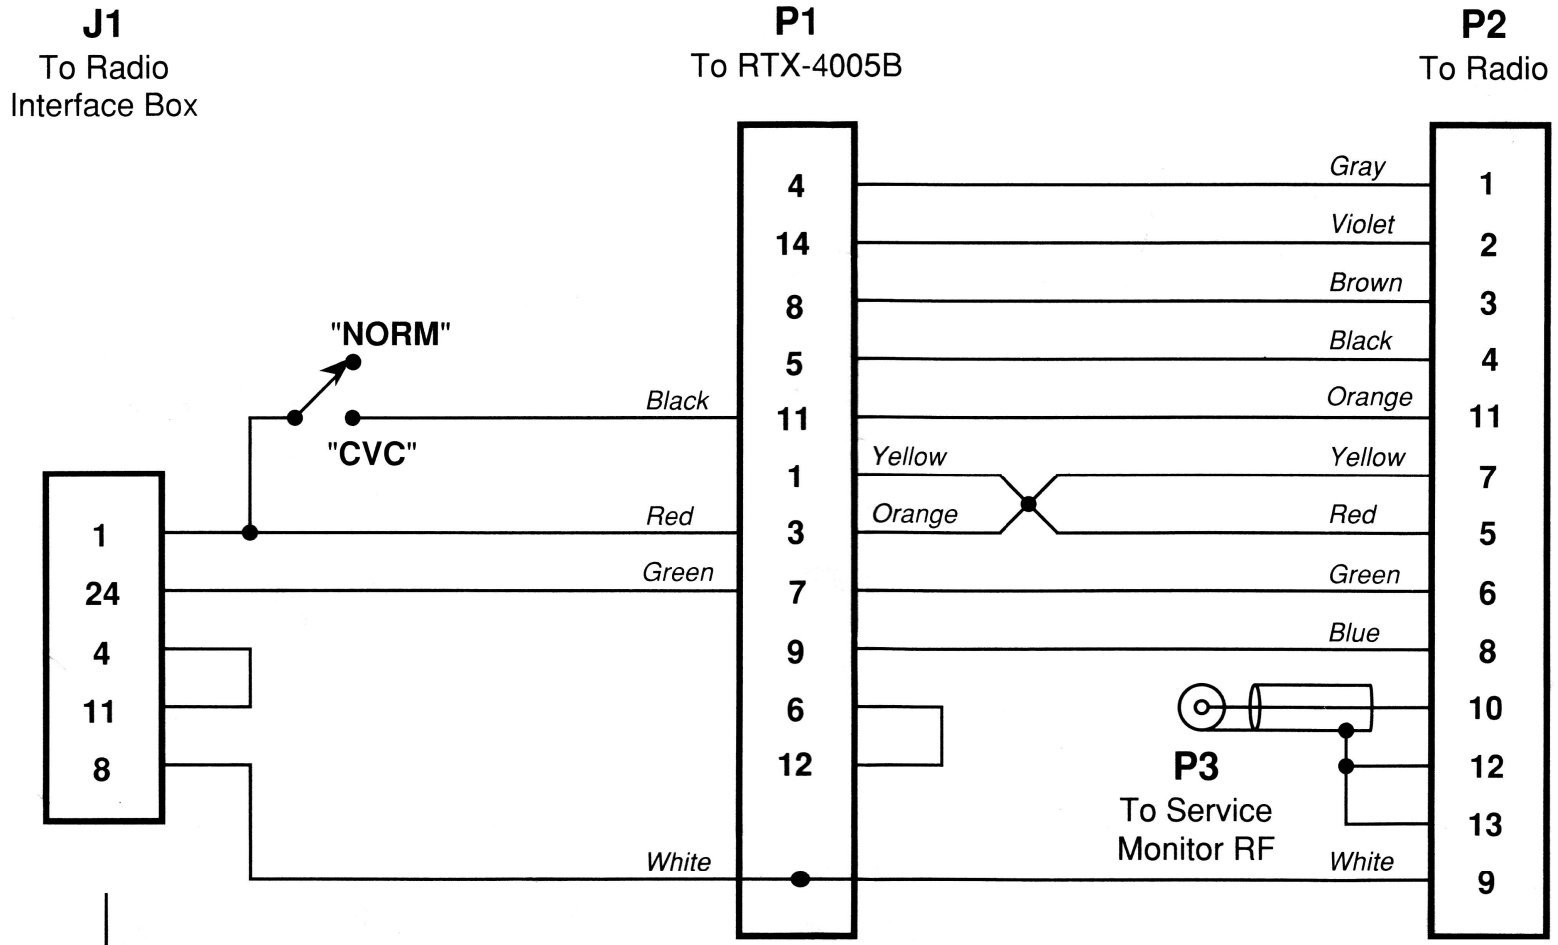 J1
To Radio
Interface Box
P1
To RTX-4005B
P2
To Radio
4
Gray
1
14
Violet
2
8
Brown
3
"NORM"
5
Black
4
Black
11
Orange
11
"CVC"
1
Yellow
Yellow
7
1
Red
3
Orange
Red
5
24
Green
7
Green
6
4
9
Blue
8
11
6
10
8
12
P3
12
To Service
Monitor RF
13
White
White
9